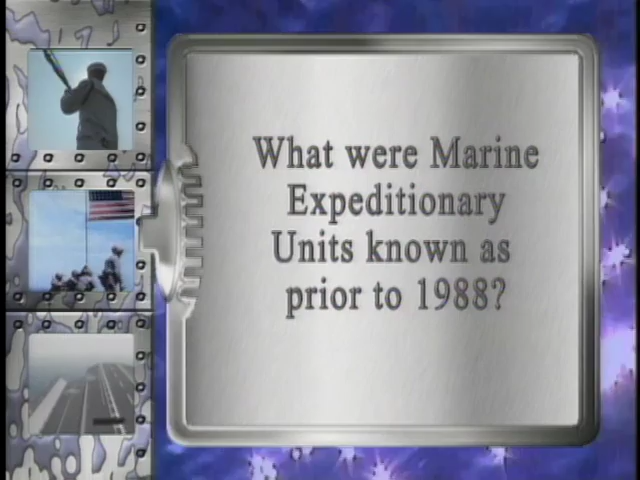 What were Marine
Expeditionary
Units known as
prior to 1988?